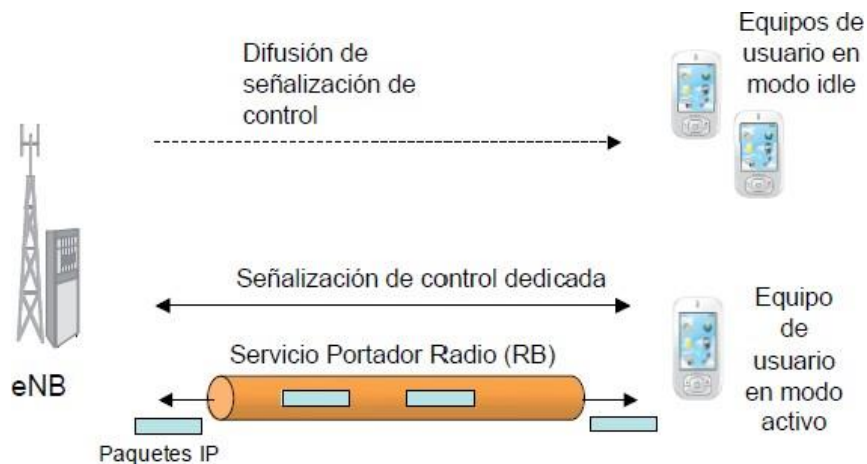 Difusión de
señalización de
control
Equipos de
usuario en
modo idle
Señalización de control dedicada
Servicio Portador Radio (RB)
Equipo
de
usuario
en modo
activo
eNB
Paquetes IP